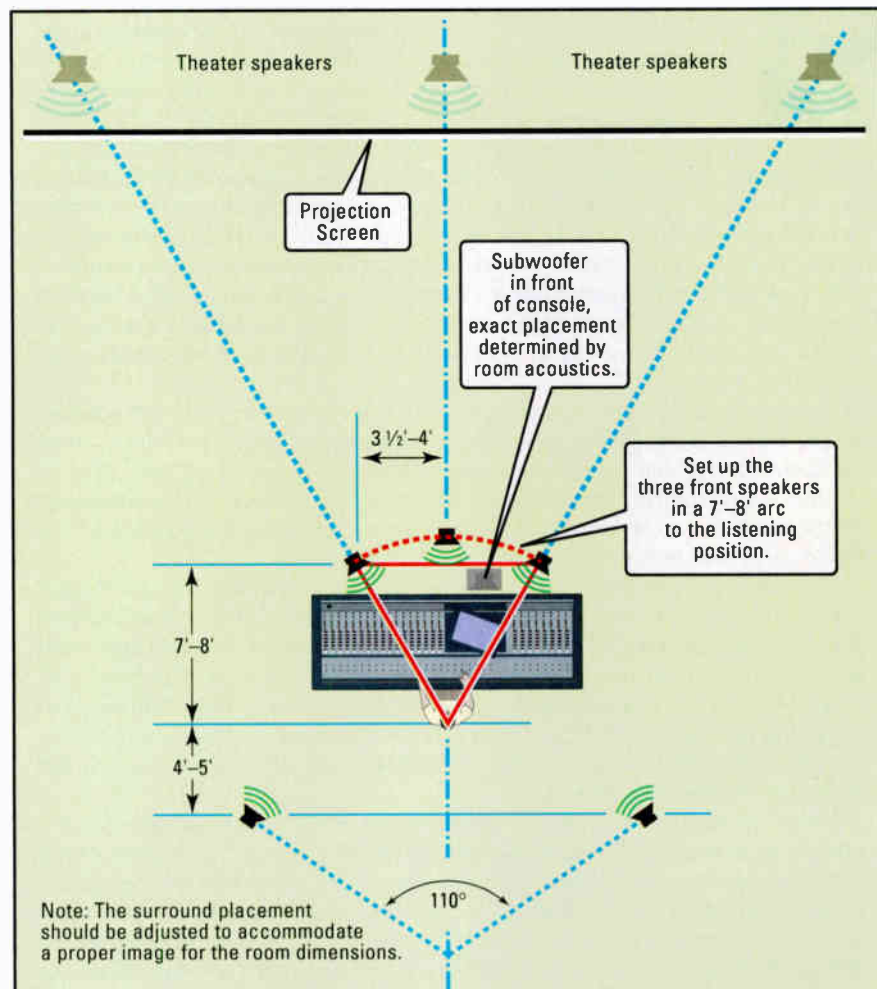 Theater speakers
Theater speakers
Projection
Screen
Subwoofer
in front
of console,
exact placement
determined by
room acoustics.
3 ½'–4'
Set up the
three front speakers
in a 7'–8' arc
to the listening
position.
7'–8'
4'–5'
110°
Note: The surround placement
should be adjusted to accommodate
a proper image for the room dimensions.